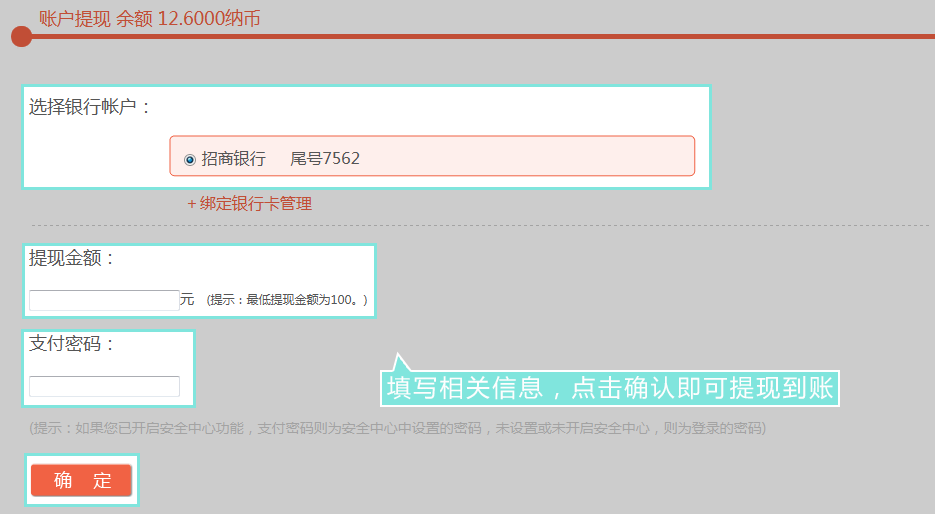 账户提现 余额 12.6000纳币
选择银行帐户：
招商银行 尾号7562
+ 绑定银行卡管理
提现金额：
元 (提示：最低提现金额为100。)
支付密码：
填写相关信息，点击确认即可提现到账
(提示：如果您已开启安全中心功能，支付密码则为安全中心中设置的密码，未设置或未开启安全中心，则为登录的密码)
确 定